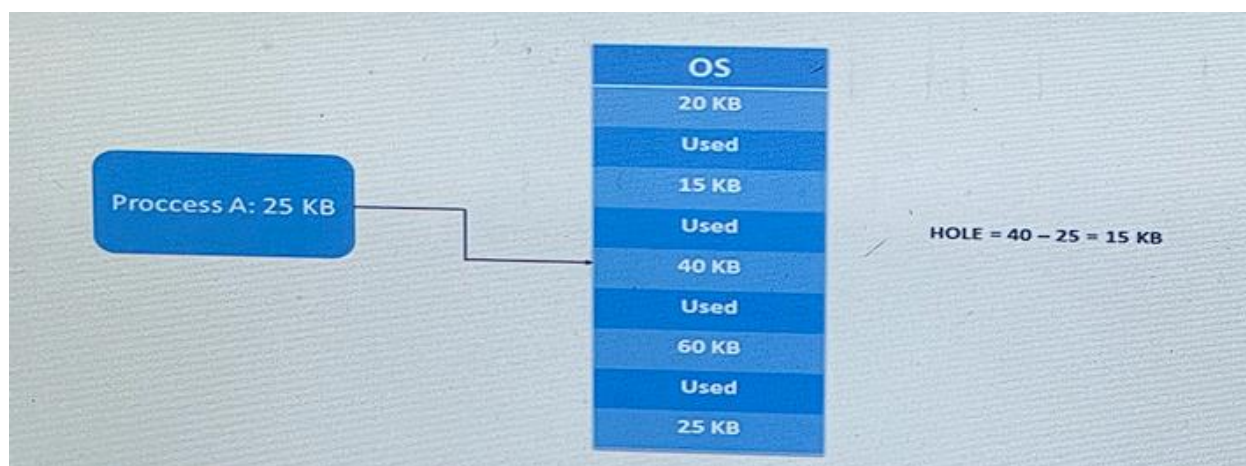 OS
20 KB
Used
15 KB
Proccess A: 25 KB
Used
HOLE = 40 – 25 = 15 KB
40 KB
Used
60 KB
Used
25 KB